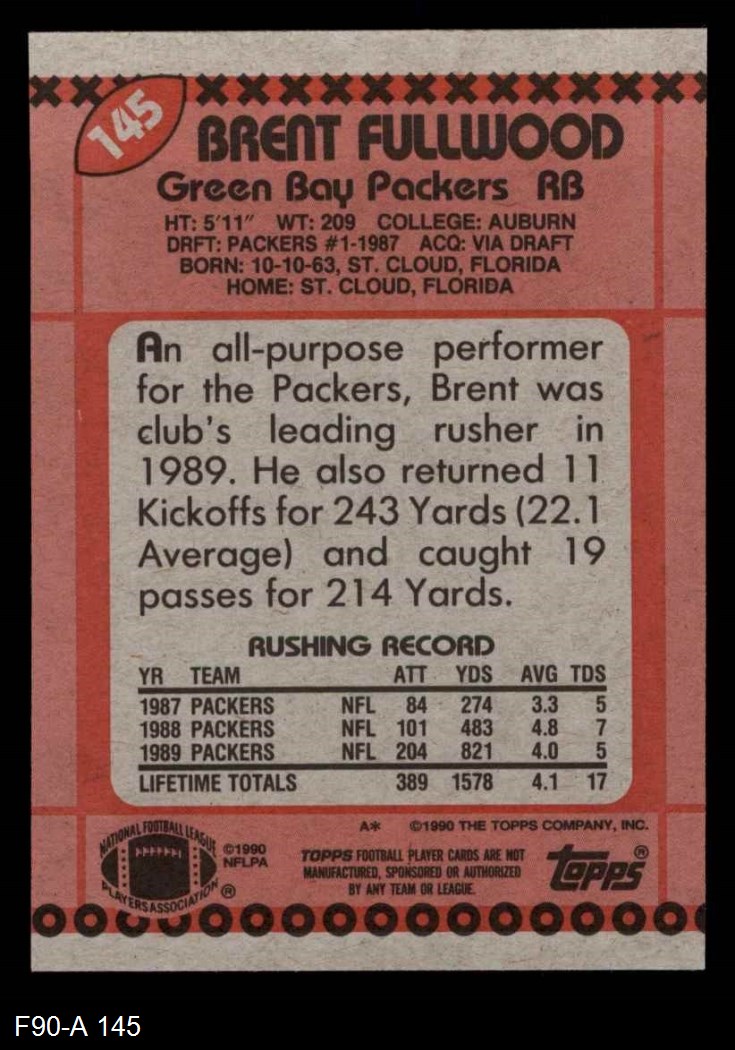 145
BRENT FULLWOOD
Green Bay Packers RB
HT: 5'11" WT: 209 COLLEGE: AUBURN
DRFT: PACKERS #1-1987 ACQ: VIA DRAFT
BORN: 10-10-63, ST. CLOUD, FLORIDA
HOME: ST. CLOUD, FLORIDA
An all-purpose performer
for the Packers, Brent was
club's leading rusher in
1989. He also returned 11
Kickoffs for 243 Yards (22.1
Average) and caught 19
passes for 214 Yards.
RUSHING RECORD
YR TEAM ATT YDS AVG TDS
1987 PACKERS NFL 84 274 3.3 5
1988 PACKERS NFL 101 483 4.8 7
1989 PACKERS NFL 204 821 4.0 5
LIFETIME TOTALS 389 1578 4.1 17
A* ©1990 THE TOPPS COMPANY, INC.
NATIONAL FOOTBALL LEAGUE
PLAYERS ASSOCIATION ®
©1990
NFLPA
TOPPS FOOTBALL PLAYER CARDS ARE NOT
MANUFACTURED, SPONSORED OR AUTHORIZED
BY ANY TEAM OR LEAGUE.
topps®
F90-A 145